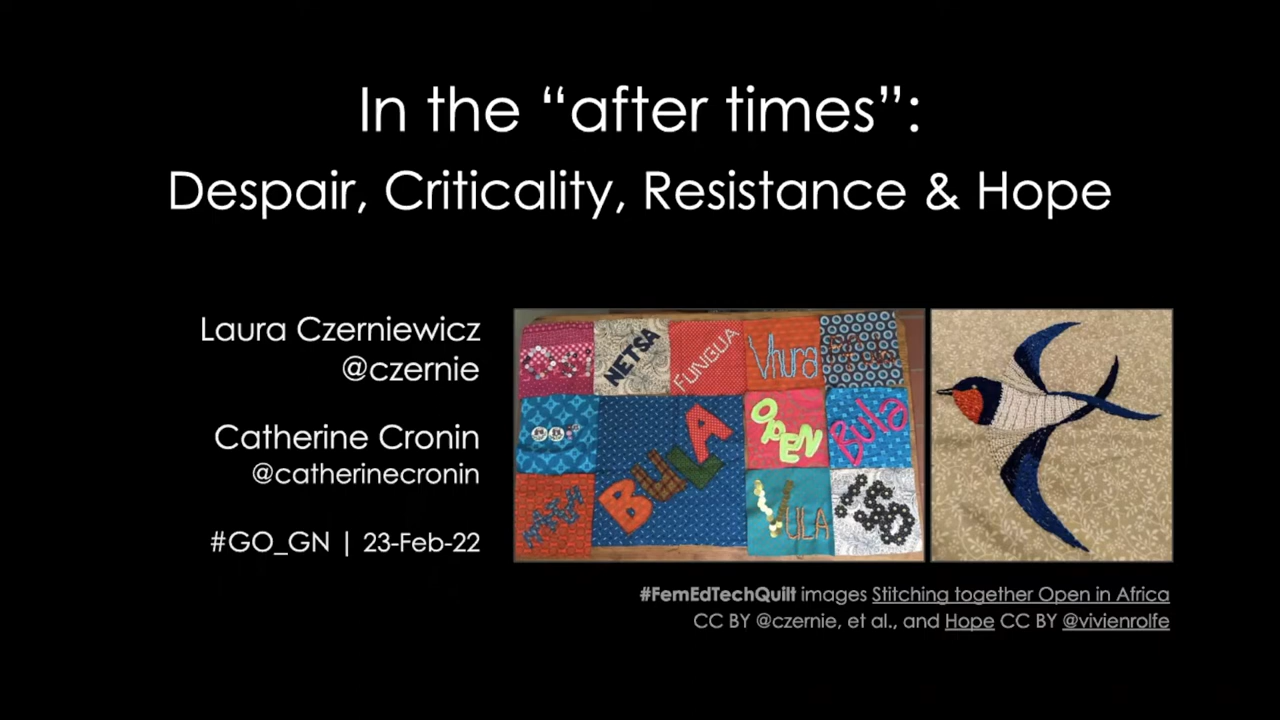 In the “after times”:
Despair, Criticality, Resistance & Hope
Laura Czerniewicz
@czernie
Catherine Cronin
@catherinecronin
#GO_GN | 23-Feb-22
NETSA
FUNGUA
Vhura
BULA
OPEN
Bula
VULA
#FemEdTechQuilt images Stitching together Open in Africa
CC BY @czernie, et al., and Hope CC BY @vivienrolfe